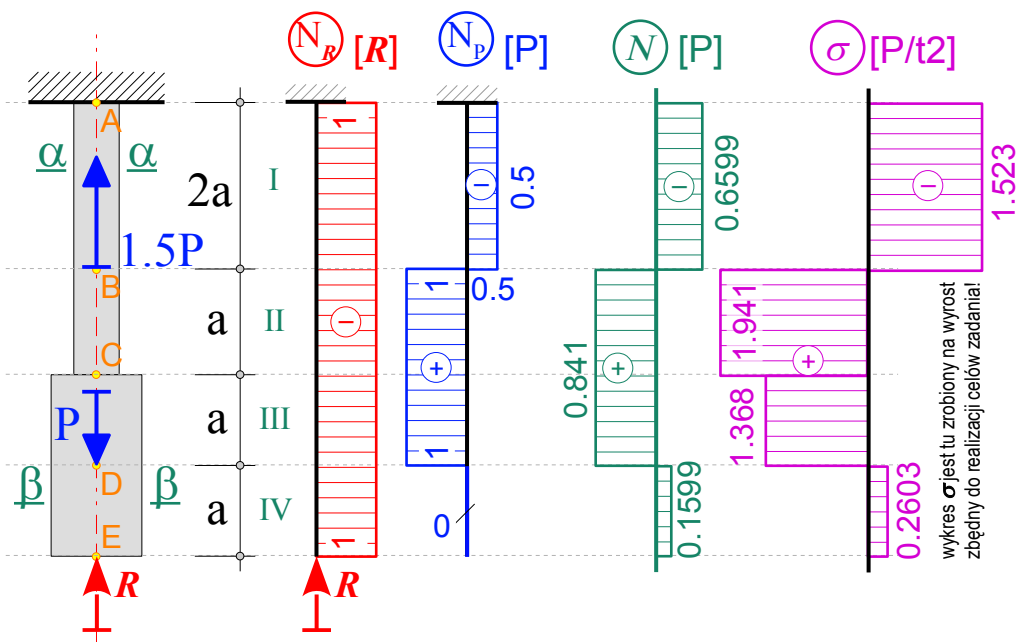 N_R [R]
N_P [P]
N [P]
σ [P/t2]
A
α α
1.5P
B
C
P
D
β β
E
R
2a
a
a
a
I
II
III
IV
1
−
1
R
−
0.5
0.5
1
+
1
0
−
0.6599
+
0.841
0.1599
−
1.523
1.941
+
1.368
0.2603
wykres σ jest tu zrobiony na wyrost
zbędny do realizacji celów zadania!